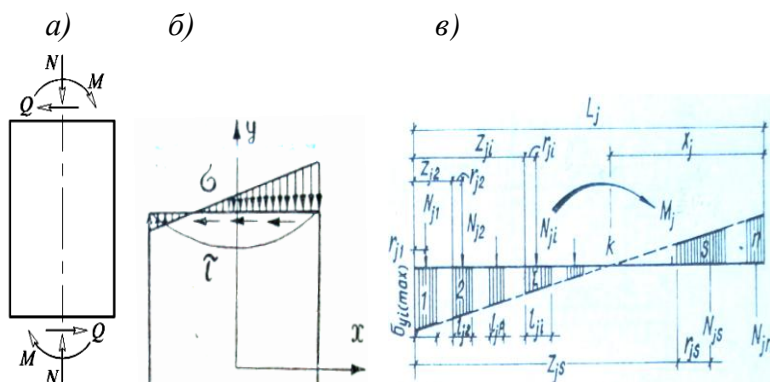 а) б) в)
N
M
Q
Q
M
N
y
σ
τ
x
L_j
Z_ji r_ji X_j
Z_j2 r_j2
N_j1 N_j2 N_ji M_j
r_j1 k
1 2 i s n
σ_yi(max)
l_j2 l_ji
N_js N_jn
r_js
Z_js